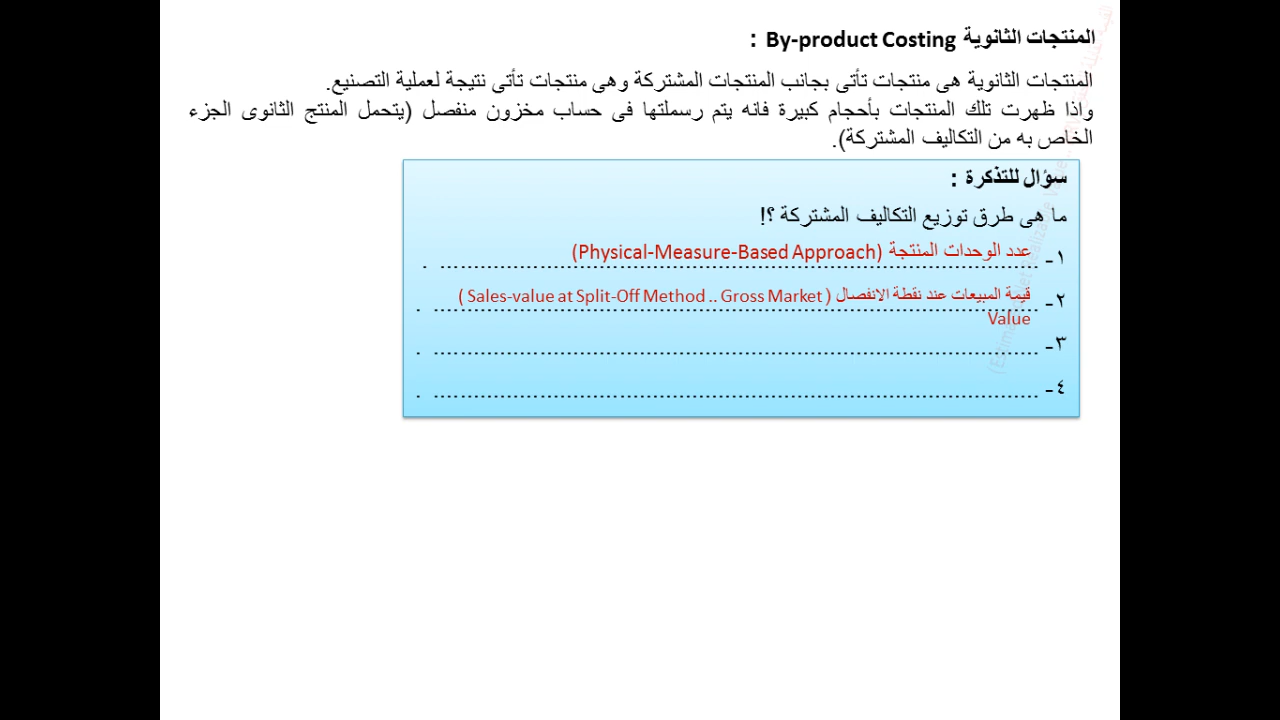 المنتجات الثانوية By-product Costing :
المنتجات الثانوية هى منتجات تأتى بجانب المنتجات المشتركة وهى منتجات تأتى نتيجة لعملية التصنيع.
واذا ظهرت تلك المنتجات بأحجام كبيرة فانه يتم رسملتها فى حساب مخزون منفصل (يتحمل المنتج الثانوى الجزء
الخاص به من التكاليف المشتركة).
سؤال للتذكرة :
ما هى طرق توزيع التكاليف المشتركة ؟!
١- عدد الوحدات المنتجة (Physical-Measure-Based Approach)
٢- قيمة المبيعات عند نقطة الانفصال ( Sales-value at Split-Off Method .. Gross Market )
Value
٣- ....................
٤- ....................